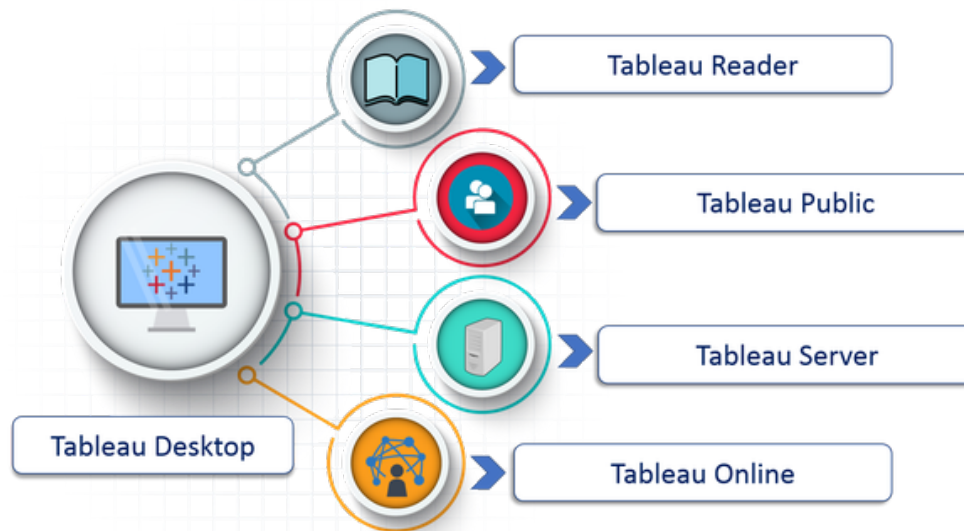 Tableau Reader
Tableau Public
Tableau Server
Tableau Desktop
Tableau Online